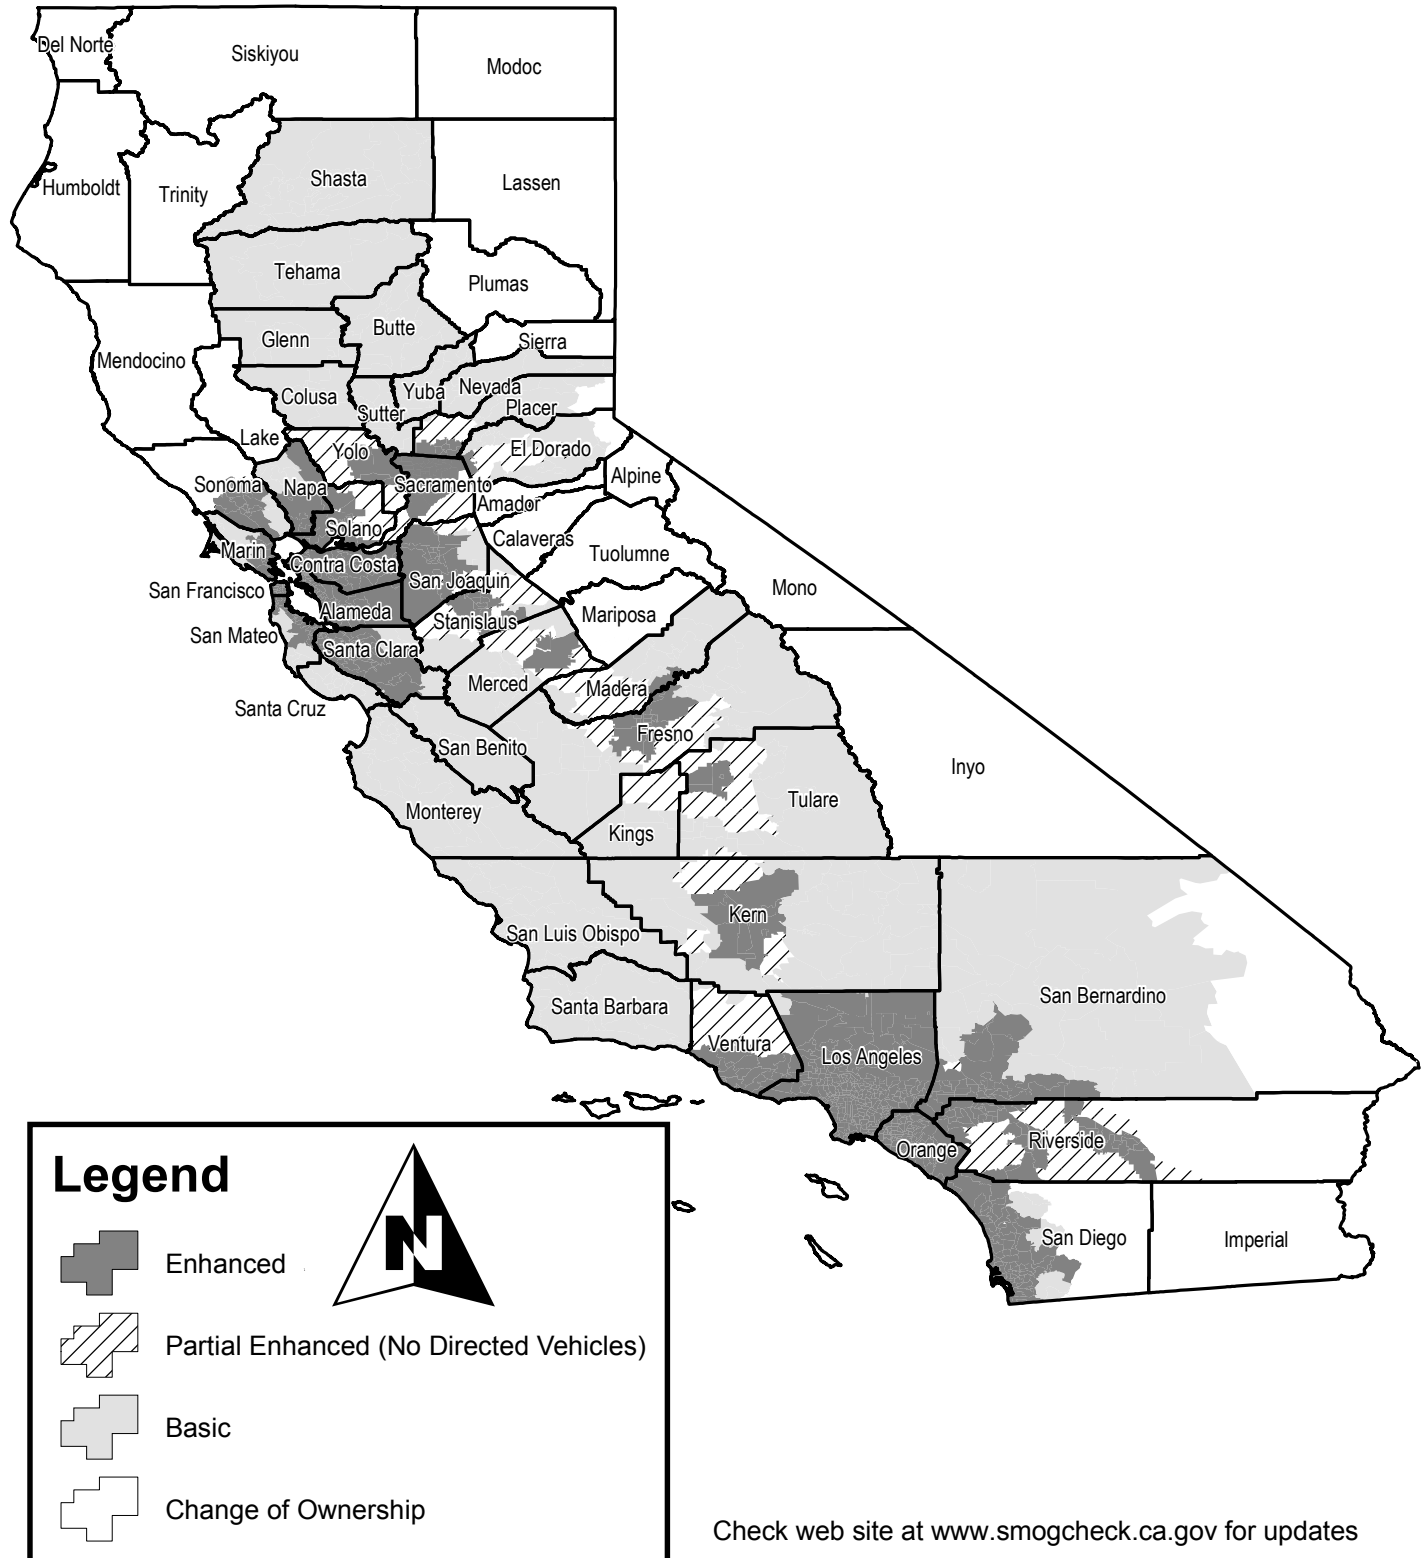 Del Norte
Siskiyou
Modoc
Humboldt
Trinity
Shasta
Lassen
Tehama
Plumas
Glenn
Butte
Mendocino
Sierra
Colusa
Sutter
Yuba
Nevada
Placer
Lake
Yolo
El Dorado
Sonoma
Napa
Sacramento
Alpine
Amador
Solano
Calaveras
Marin
Contra Costa
Tuolumne
San Joaquin
San Francisco
Mono
Alameda
Stanislaus
Mariposa
San Mateo
Santa Clara
Merced
Madera
Santa Cruz
San Benito
Fresno
Inyo
Monterey
Kings
Tulare
Kern
San Luis Obispo
San Bernardino
Santa Barbara
Ventura
Los Angeles
Orange
Riverside
San Diego
Imperial
Legend
N
Enhanced
Partial Enhanced (No Directed Vehicles)
Basic
Change of Ownership
Check web site at www.smogcheck.ca.gov for updates